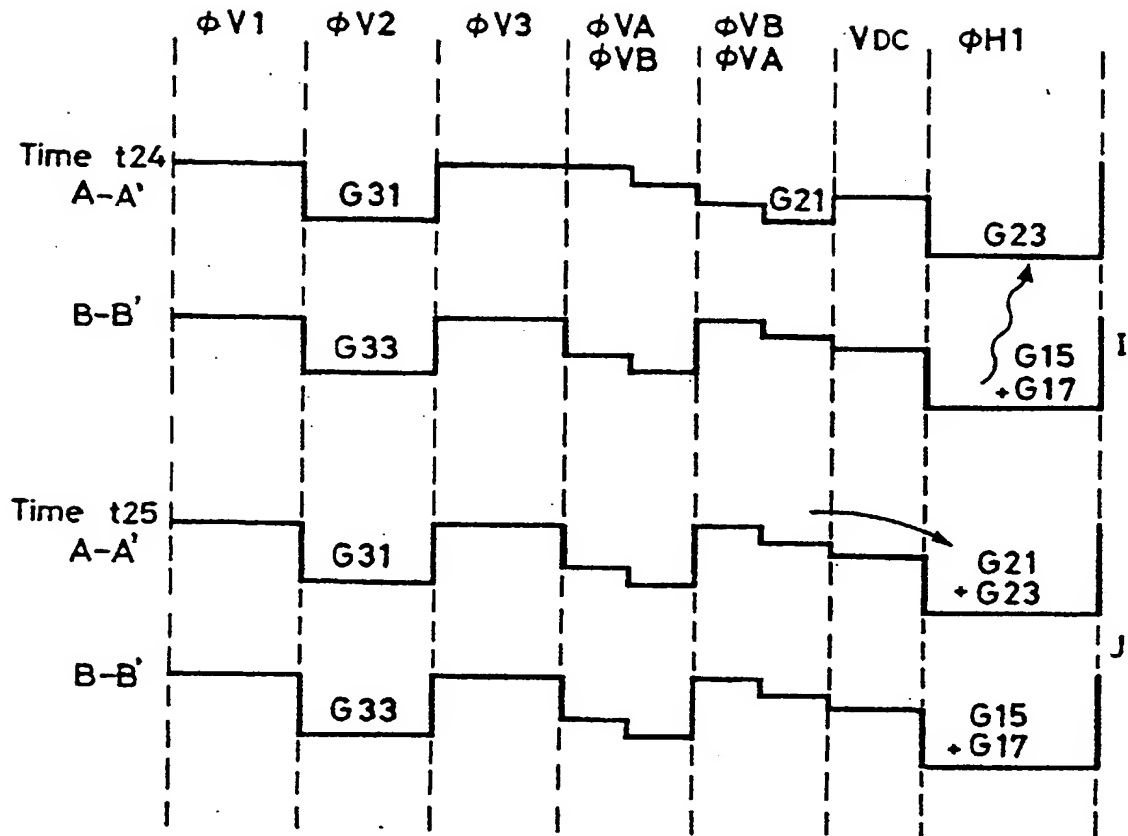 ϕV1 ϕV2 ϕV3 ϕVA ϕVB VDC ϕH1
ϕVB ϕVA
Time t24
A-A'
G31
G21
G23
B-B'
G33
G15
+G17
I
Time t25
A-A'
G31
G21
+G23
J
B-B'
G33
G15
+G17